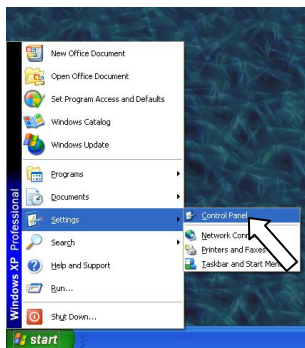 New Office Document
Open Office Document
Set Program Access and Defaults
Windows Catalog
Windows Update
Programs
Documents
Settings
Search
Help and Support
Run...
Shut Down...
Windows XP Professional
Control Panel
Network Conn
Printers and Faxes
Taskbar and Start Men
start